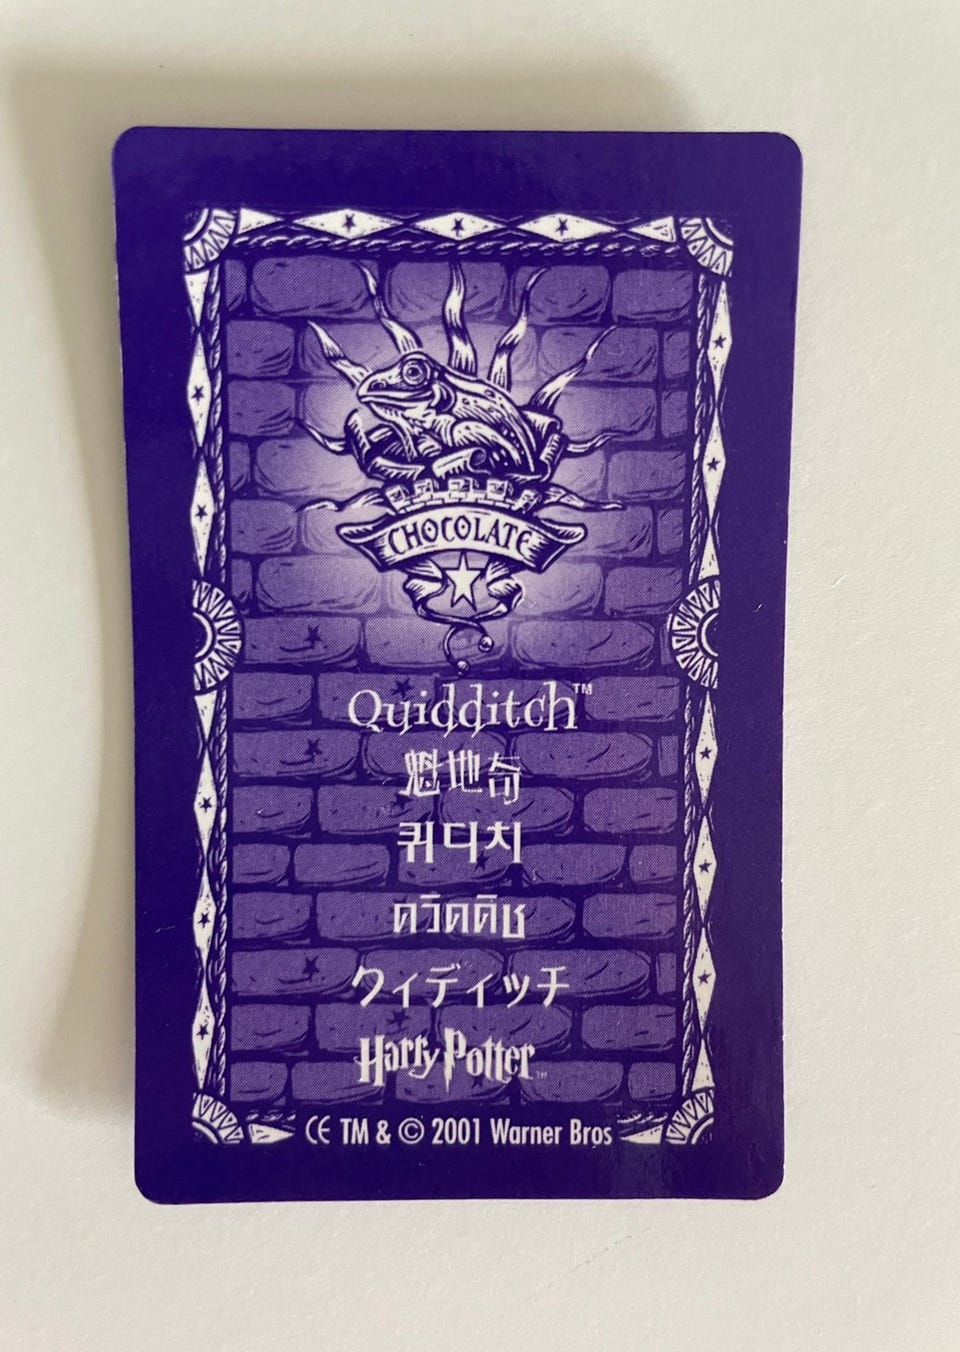 CHOCOLATE
Quidditch™
魁地奇
퀴디치
ควิดดิช
クィディッチ
Harry Potter™
CE TM & © 2001 Warner Bros